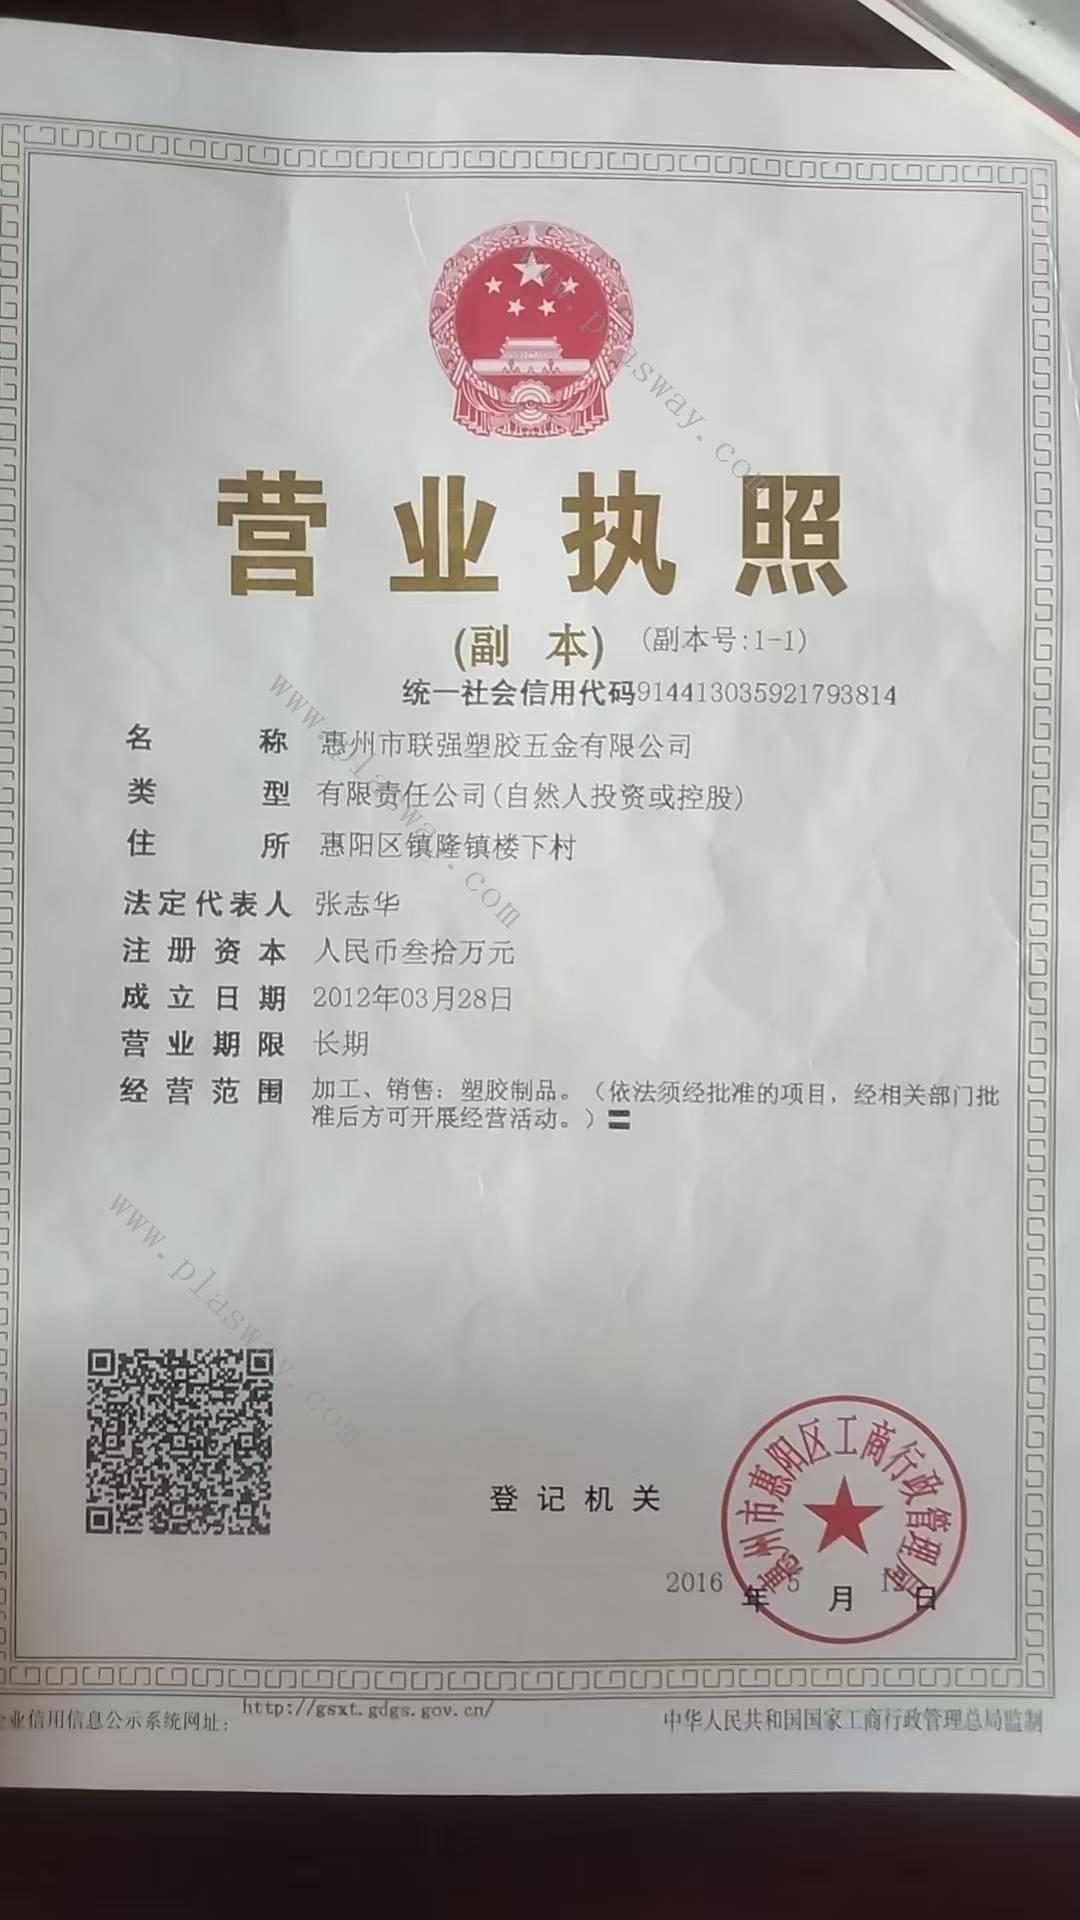 营业执照
(副 本) (副本号:1-1)
统一社会信用代码914413035921793814
名 称 惠州市联强塑胶五金有限公司
类 型 有限责任公司(自然人投资或控股)
住 所 惠阳区镇隆镇楼下村
法定代表人 张志华
注册资本 人民币叁拾万元
成立日期 2012年03月28日
营业期限 长期
经营范围 加工、销售：塑胶制品。（依法须经批准的项目，经相关部门批
准后方可开展经营活动。）
登记机关
惠州市惠阳区工商行政管理局
2016 年 5 月 日
业信用信息公示系统网址：
http://gsxt.gdgs.gov.cn/
中华人民共和国国家工商行政管理总局监制
www.plasway.com
www.plasway.com
www.plasway.com